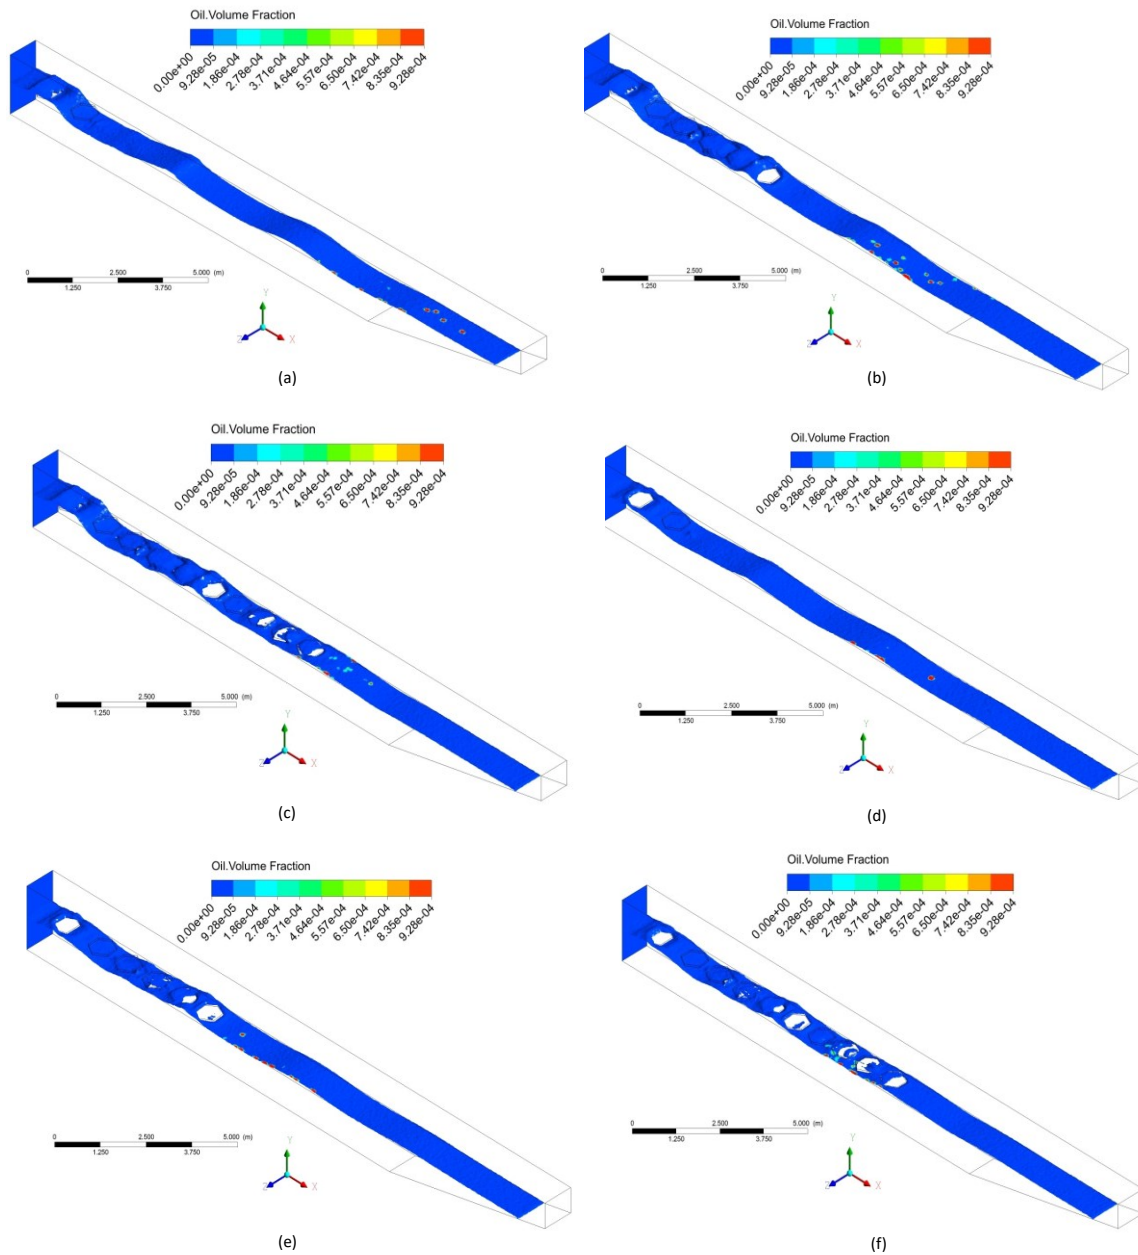 Oil.Volume Fraction
0.00e+00 9.28e-05 1.86e-04 2.78e-04 3.71e-04 4.64e-04 5.57e-04 6.50e-04 7.42e-04 8.35e-04 9.28e-04
0 2.500 5.000 (m)
1.250 3.750
Y
Z X
(a)
Oil.Volume Fraction
0.00e+00 9.28e-05 1.86e-04 2.78e-04 3.71e-04 4.64e-04 5.57e-04 6.50e-04 7.42e-04 8.35e-04 9.28e-04
0 2.500 5.000 (m)
1.250 3.750
Y
Z X
(b)
Oil.Volume Fraction
0.00e+00 9.28e-05 1.86e-04 2.78e-04 3.71e-04 4.64e-04 5.57e-04 6.50e-04 7.42e-04 8.35e-04 9.28e-04
0 2.500 5.000 (m)
1.250 3.750
Y
Z X
(c)
Oil.Volume Fraction
0.00e+00 9.28e-05 1.86e-04 2.78e-04 3.71e-04 4.64e-04 5.57e-04 6.50e-04 7.42e-04 8.35e-04 9.28e-04
0 2.500 5.000 (m)
1.250 3.750
Y
Z X
(d)
Oil.Volume Fraction
0.00e+00 9.28e-05 1.86e-04 2.78e-04 3.71e-04 4.64e-04 5.57e-04 6.50e-04 7.42e-04 8.35e-04 9.28e-04
0 2.500 5.000 (m)
1.250 3.750
Y
Z X
(e)
Oil.Volume Fraction
0.00e+00 9.28e-05 1.86e-04 2.78e-04 3.71e-04 4.64e-04 5.57e-04 6.50e-04 7.42e-04 8.35e-04 9.28e-04
0 2.500 5.000 (m)
1.250 3.750
Y
Z X
(f)